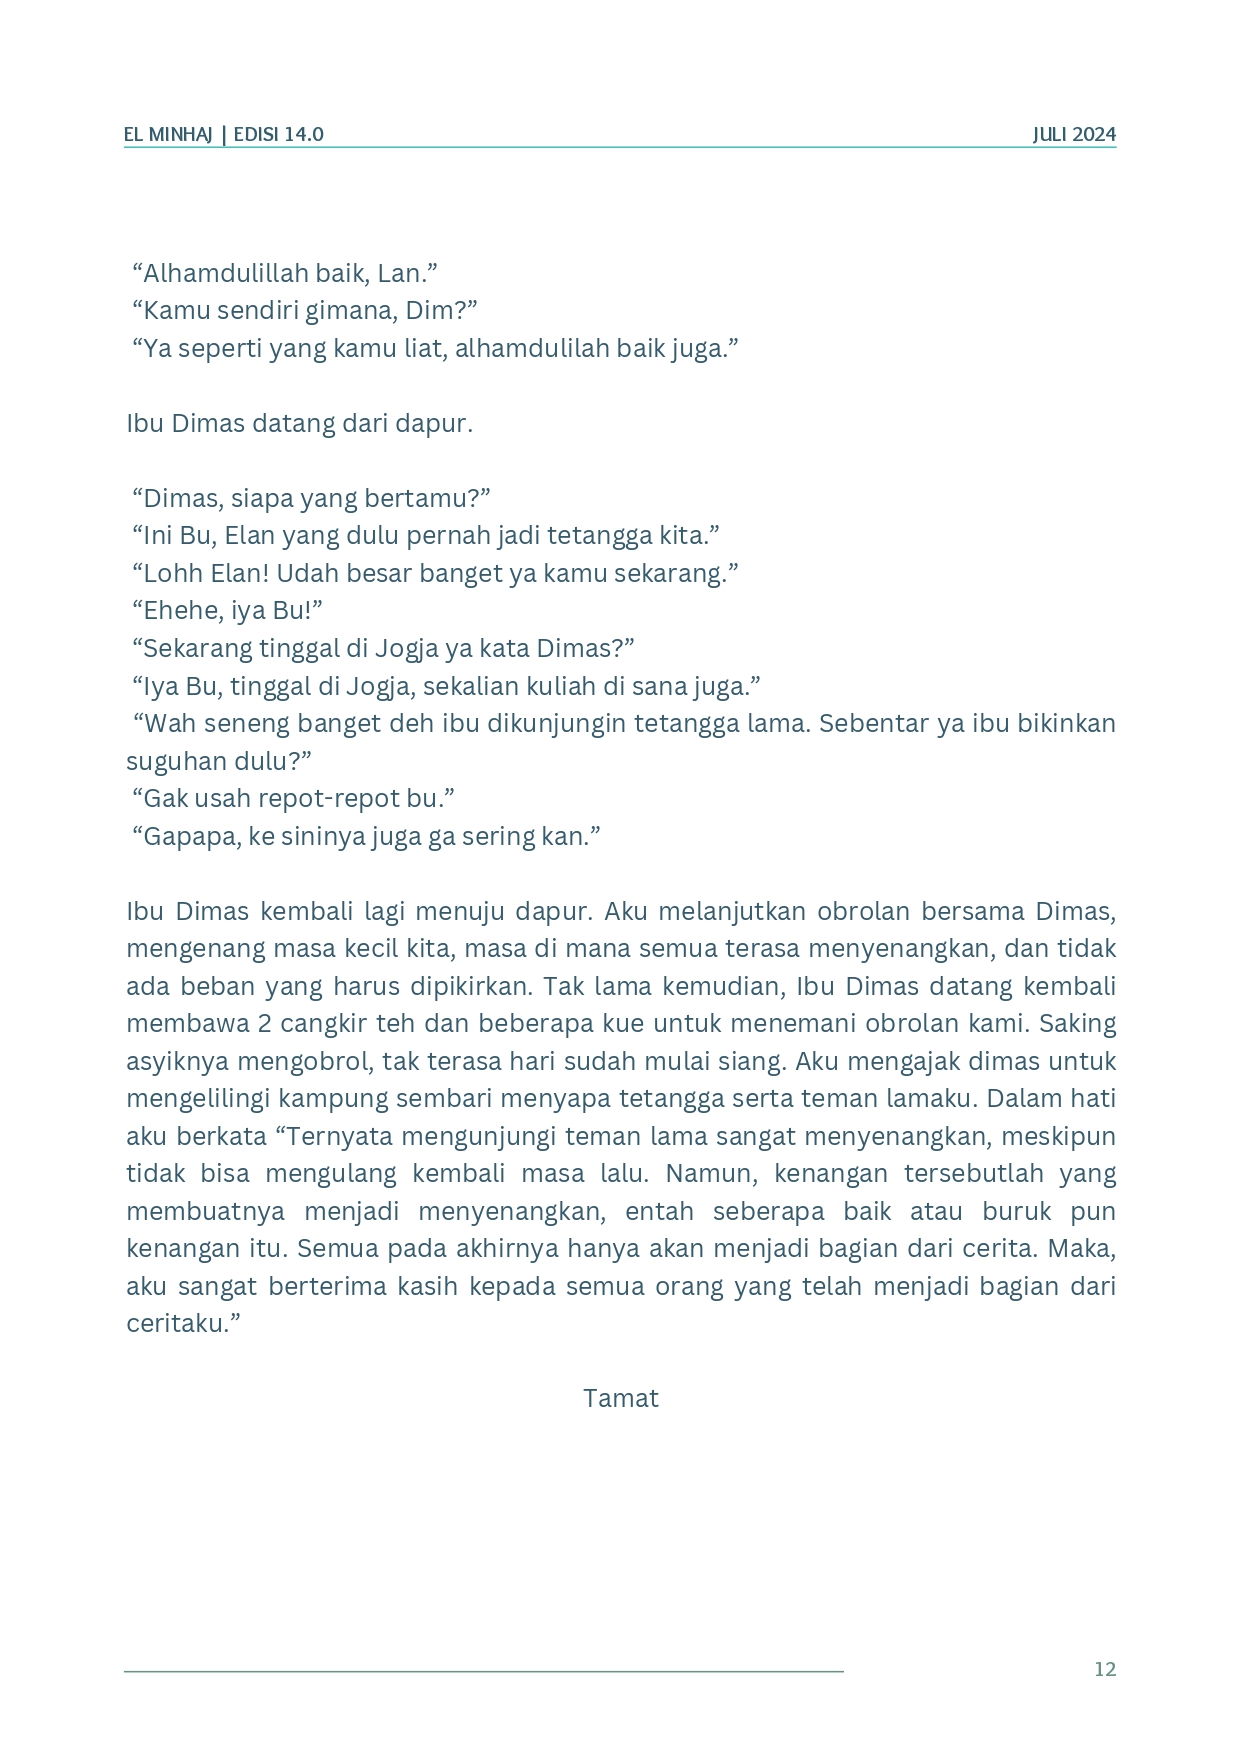 EL MINHAJ | EDISI 14.0
JULI 2024
“Alhamdulillah baik, Lan.”
“Kamu sendiri gimana, Dim?”
“Ya seperti yang kamu liat, alhamdulilah baik juga.”
Ibu Dimas datang dari dapur.
“Dimas, siapa yang bertamu?”
“Ini Bu, Elan yang dulu pernah jadi tetangga kita.”
“Lohh Elan! Udah besar banget ya kamu sekarang.”
“Ehehe, iya Bu!”
“Sekarang tinggal di Jogja ya kata Dimas?”
“Iya Bu, tinggal di Jogja, sekalian kuliah di sana juga.”
“Wah seneng banget deh ibu dikunjungin tetangga lama. Sebentar ya ibu bikinkan
suguhan dulu?”
“Gak usah repot-repot bu.”
“Gapapa, ke sininya juga ga sering kan.”
Ibu Dimas kembali lagi menuju dapur. Aku melanjutkan obrolan bersama Dimas,
mengenang masa kecil kita, masa di mana semua terasa menyenangkan, dan tidak
ada beban yang harus dipikirkan. Tak lama kemudian, Ibu Dimas datang kembali
membawa 2 cangkir teh dan beberapa kue untuk menemani obrolan kami. Saking
asyiknya mengobrol, tak terasa hari sudah mulai siang. Aku mengajak dimas untuk
mengelilingi kampung sembari menyapa tetangga serta teman lamaku. Dalam hati
aku berkata “Ternyata mengunjungi teman lama sangat menyenangkan, meskipun
tidak bisa mengulang kembali masa lalu. Namun, kenangan tersebutlah yang
membuatnya menjadi menyenangkan, entah seberapa baik atau buruk pun
kenangan itu. Semua pada akhirnya hanya akan menjadi bagian dari cerita. Maka,
aku sangat berterima kasih kepada semua orang yang telah menjadi bagian dari
ceritaku.”
Tamat
12